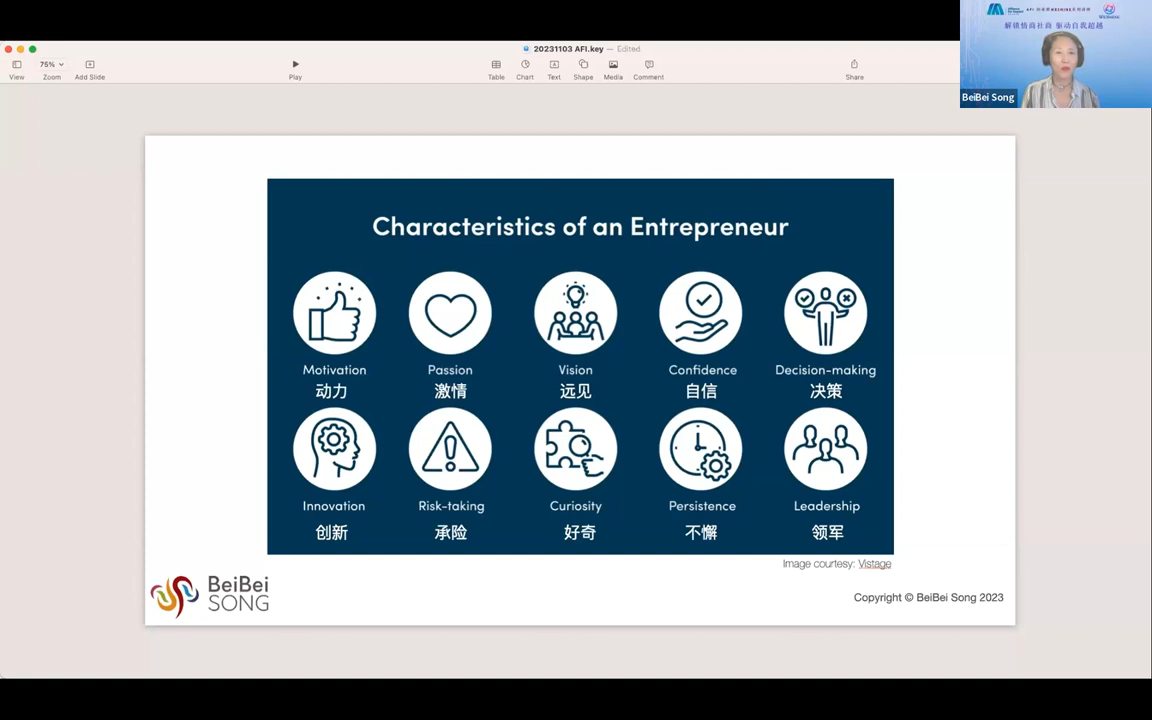 20231103 AFI.key — Edited
75%
View
Zoom
Add Slide
Play
Table
Chart
Text
Shape
Media
Comment
Share
解锁情商社商 驱动自我超越
BeiBei Song
Characteristics of an Entrepreneur
Motivation
Passion
Vision
Confidence
Decision-making
动力
激情
远见
自信
决策
Innovation
Risk-taking
Curiosity
Persistence
Leadership
创新
承险
好奇
不懈
领军
Image courtesy: Vistage
BeiBei
SONG
Copyright © BeiBei Song 2023